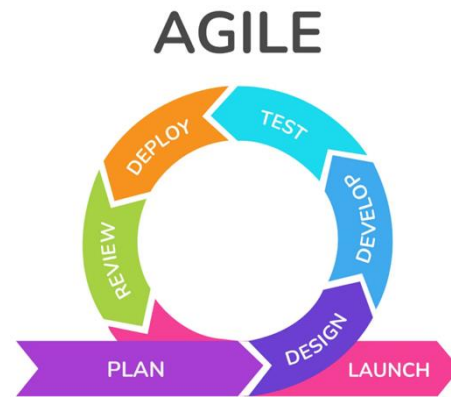 AGILE
PLAN
DESIGN
DEVELOP
TEST
DEPLOY
REVIEW
LAUNCH